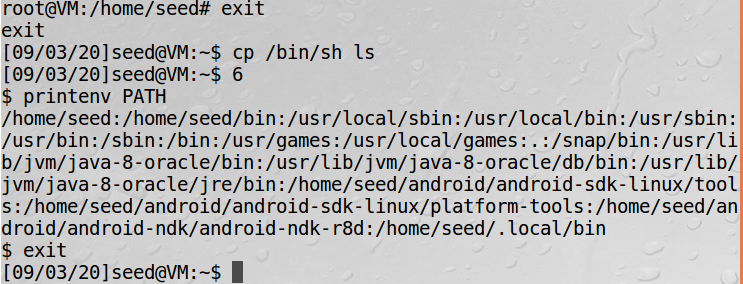 root@VM:/home/seed# exit
exit
[09/03/20]seed@VM:~$ cp /bin/sh ls
[09/03/20]seed@VM:~$ 6
$ printenv PATH
/home/seed:/home/seed/bin:/usr/local/sbin:/usr/local/bin:/usr/sbin:
/usr/bin:/sbin:/bin:/usr/games:/usr/local/games:.:/snap/bin:/usr/li
b/jvm/java-8-oracle/bin:/usr/lib/jvm/java-8-oracle/db/bin:/usr/lib/
jvm/java-8-oracle/jre/bin:/home/seed/android/android-sdk-linux/tool
s:/home/seed/android/android-sdk-linux/platform-tools:/home/seed/an
droid/android-ndk/android-ndk-r8d:/home/seed/.local/bin
$ exit
[09/03/20]seed@VM:~$